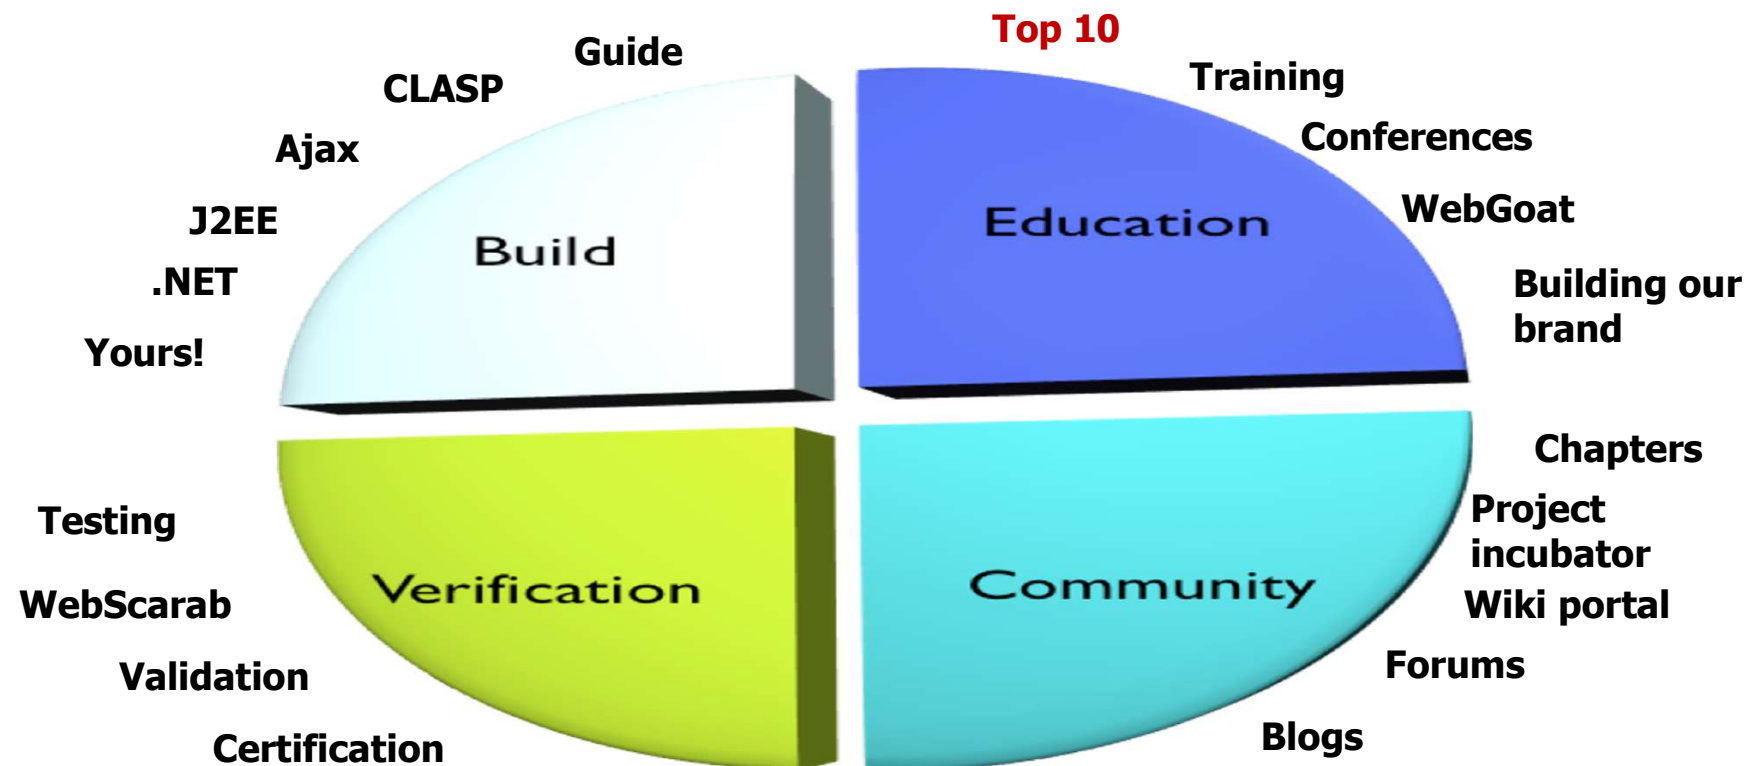 Top 10
Guide
Training
CLASP
Conferences
Ajax
WebGoat
J2EE
Education
Build
.NET
Building our
brand
Yours!
Chapters
Testing
Project
incubator
Verification
Community
WebScarab
Wiki portal
Forums
Validation
Blogs
Certification